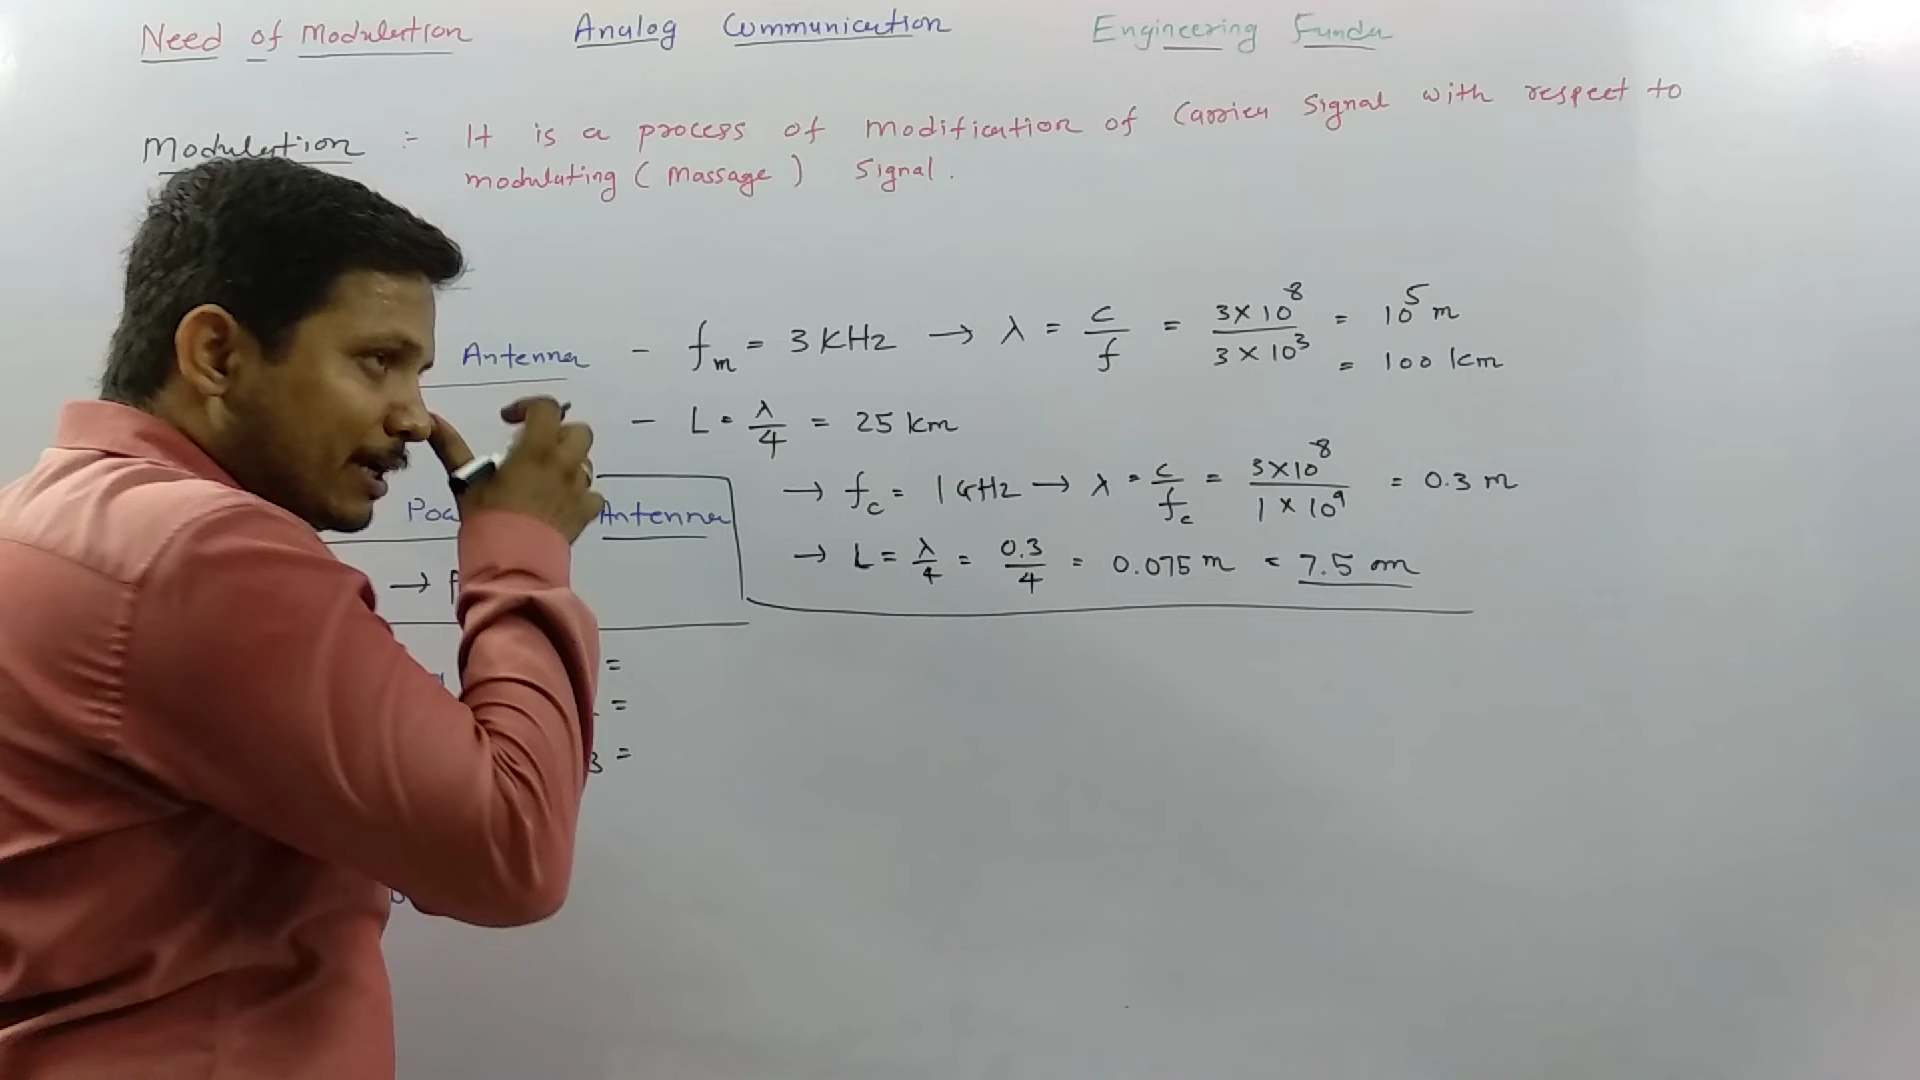 Need of Modulation Analog Communication Engineering Funda
Modulation :- It is a process of modification of Carrier Signal with respect to
modulating (Massage) Signal.
Antenna - fm = 3 KHz → λ = c/f = 3×10^8 / 3×10^3 = 10^5 m
= 100 km
- L = λ/4 = 25 km
→ fc = 1 GHz → λ = c/fc = 3×10^8 / 1×10^9 = 0.3 m
Antenna
→ L = λ/4 = 0.3/4 = 0.075 m = 7.5 cm
→
=
=
3 =